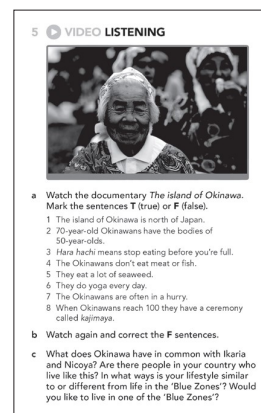 5 VIDEO LISTENING
a Watch the documentary The island of Okinawa.
Mark the sentences T (true) or F (false).
1 The island of Okinawa is north of Japan.
2 70-year-old Okinawans have the bodies of
50-year-olds.
3 Hara hachi means stop eating before you're full.
4 The Okinawans don't eat meat or fish.
5 They eat a lot of seaweed.
6 They do yoga every day.
7 The Okinawans are often in a hurry.
8 When Okinawans reach 100 they have a ceremony
called kajimaya.
b Watch again and correct the F sentences.
c What does Okinawa have in common with Ikaria
and Nicoya? Are there people in your country who
live like this? In what ways is your lifestyle similar
to or different from life in the 'Blue Zones'? Would
you like to live in one of the 'Blue Zones'?